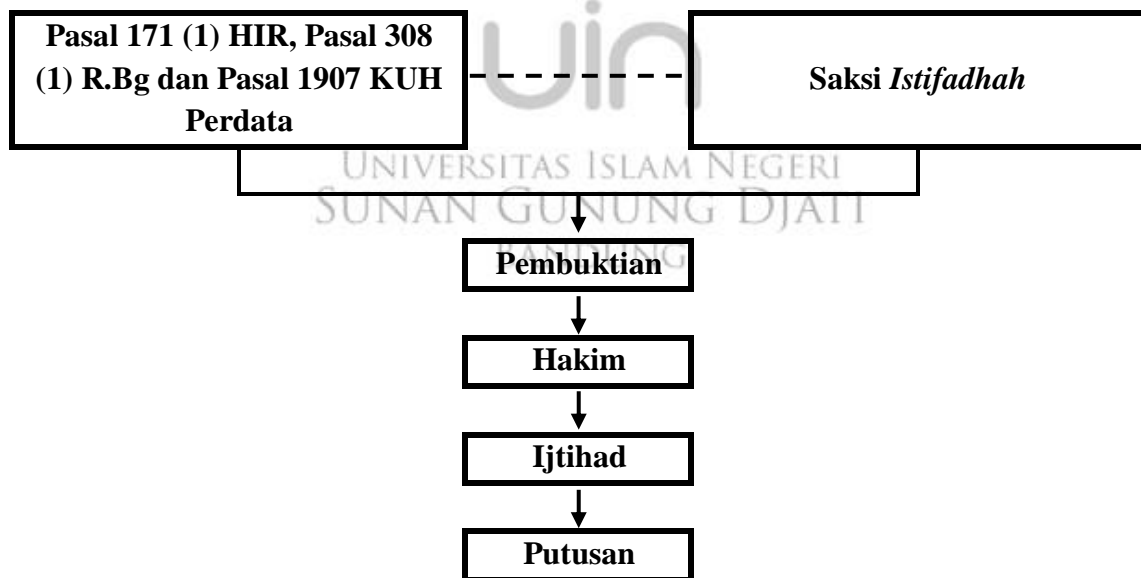 Pasal 171 (1) HIR, Pasal 308
(1) R.Bg dan Pasal 1907 KUH
Perdata
Saksi Istifadhah
uin
UNIVERSITAS ISLAM NEGERI
SUNAN GUNUNG DJATI
BANDUNG
Pembuktian
Hakim
Ijtihad
Putusan